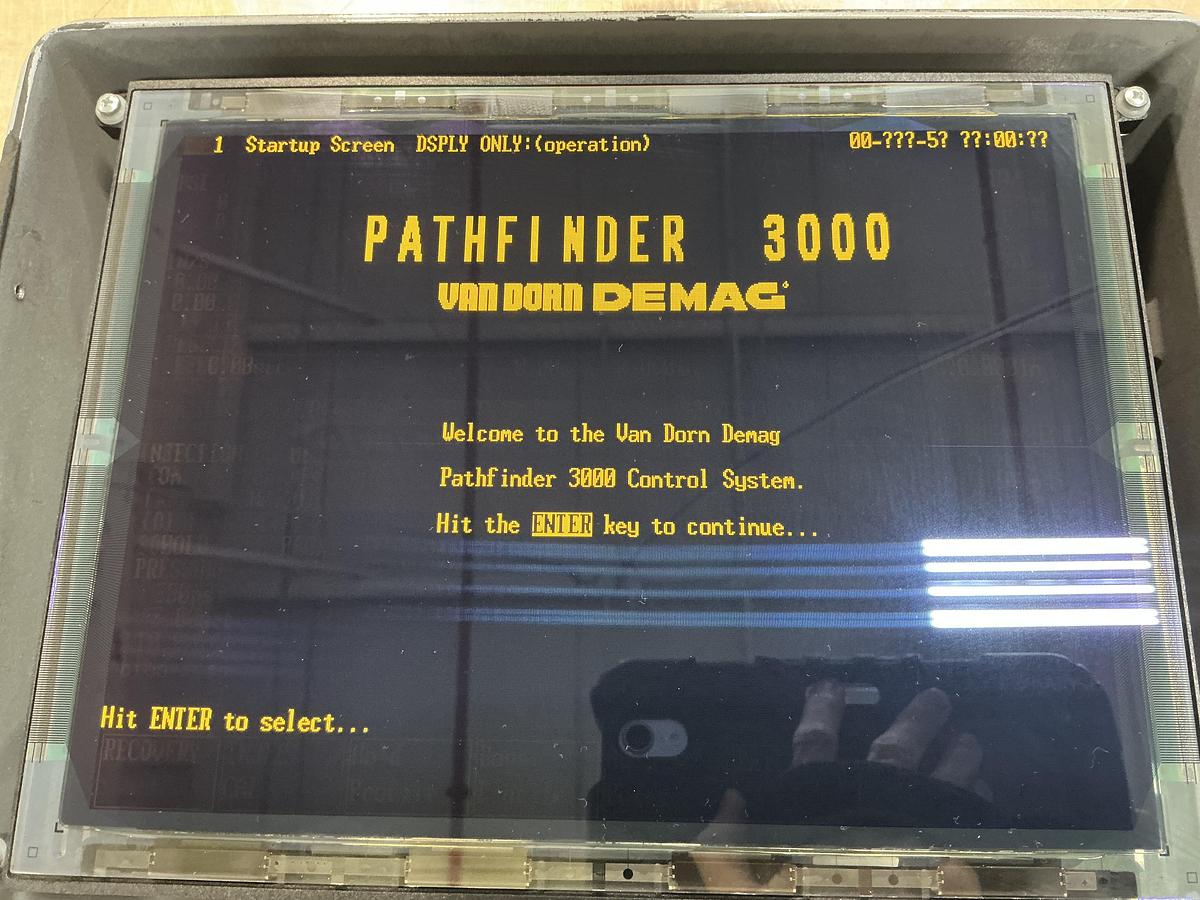 1 Startup Screen DSPLY ONLY:(operation) 00-???-5? ??:00:??
PATHFINDER 3000
VAN DORN DEMAG
Welcome to the Van Dorn Demag
Pathfinder 3000 Control System.
Hit the ENTER key to continue...
Hit ENTER to select...
RECOVERY